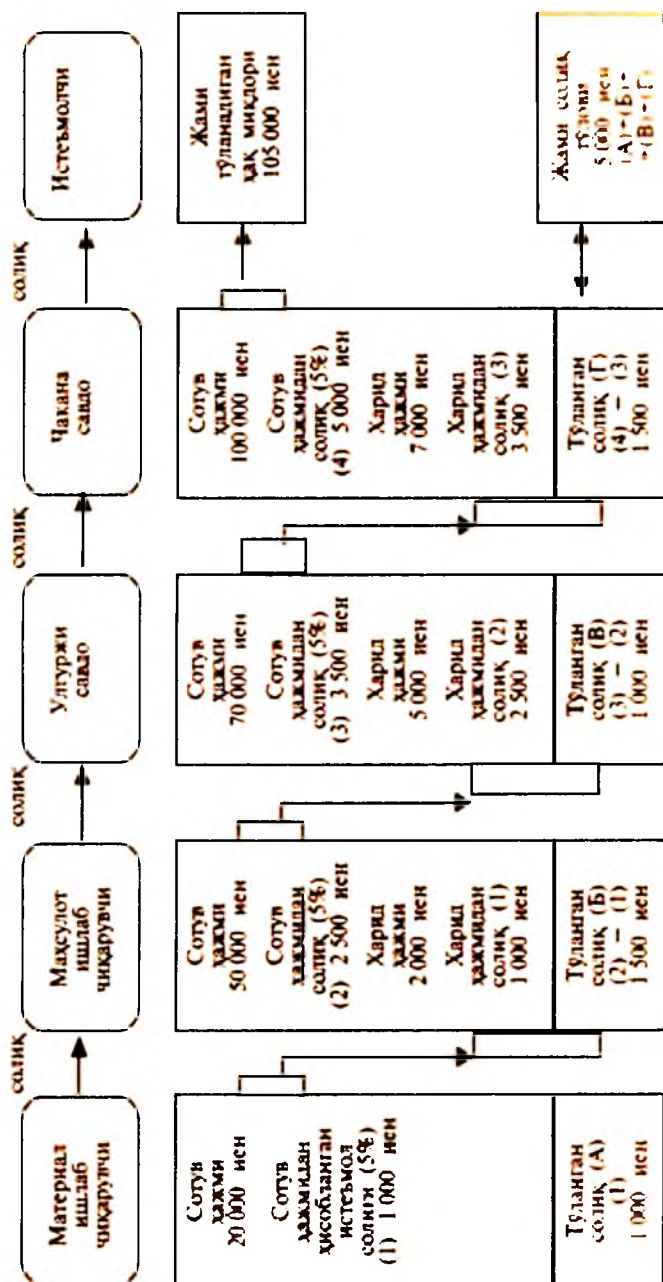 Материал
ишлаб
чиқарувчи
солиқ
Маҳсулот
ишлаб
чиқарувчи
солиқ
Улгуржи
савдо
солиқ
Чакана
савдо
солиқ
Истеъмолчи
Сотув
ҳажми
20 000 иен
Сотув
ҳажмидан
ҳисобланган
истеъмол
солиғи (5%)
(1) 1 000 иен
Тўланган
солиқ (А)
(1)
1 000 иен
Сотув
ҳажми
50 000 иен
Сотув
ҳажмидан
солиқ (5%)
(2) 2 500 иен
Харид
ҳажми
2 000 иен
Харид
ҳажмидан
солиқ (1)
1 000 иен
Тўланган
солиқ (Б)
(2) − (1)
1 500 иен
Сотув
ҳажми
70 000 иен
Сотув
ҳажмидан
солиқ (5%)
(3) 3 500 иен
Харид
ҳажми
5 000 иен
Харид
ҳажмидан
солиқ (2)
2 500 иен
Тўланган
солиқ (В)
(3) − (2)
1 000 иен
Сотув
ҳажми
100 000 иен
Сотув
ҳажмидан
солиқ (5%)
(4) 5 000 иен
Харид
ҳажми
7 000 иен
Харид
ҳажмидан
солиқ (3)
3 500 иен
Тўланган
солиқ (Г)
(4) − (3)
1 500 иен
Жами
тўланадиган
ҳақ миқдори
105 000 иен
Жами солиқ
тўлови
5 000 иен
(А)+(Б)+
+(В)+(Г)